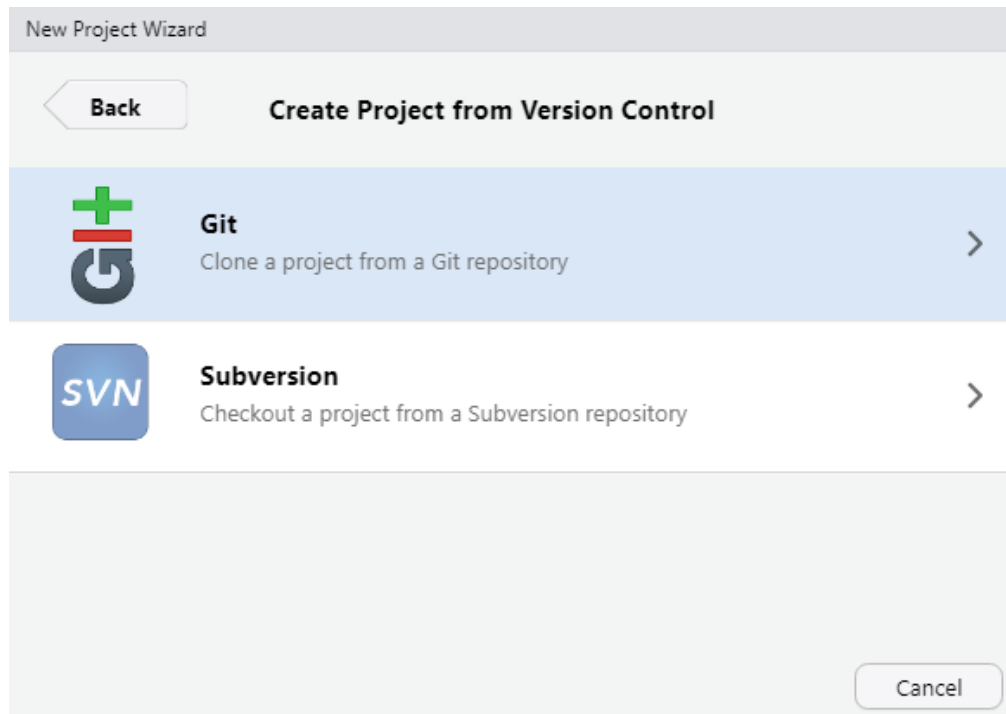 New Project Wizard
Back
Create Project from Version Control
Git
Git
Clone a project from a Git repository
SVN
Subversion
Checkout a project from a Subversion repository
Cancel